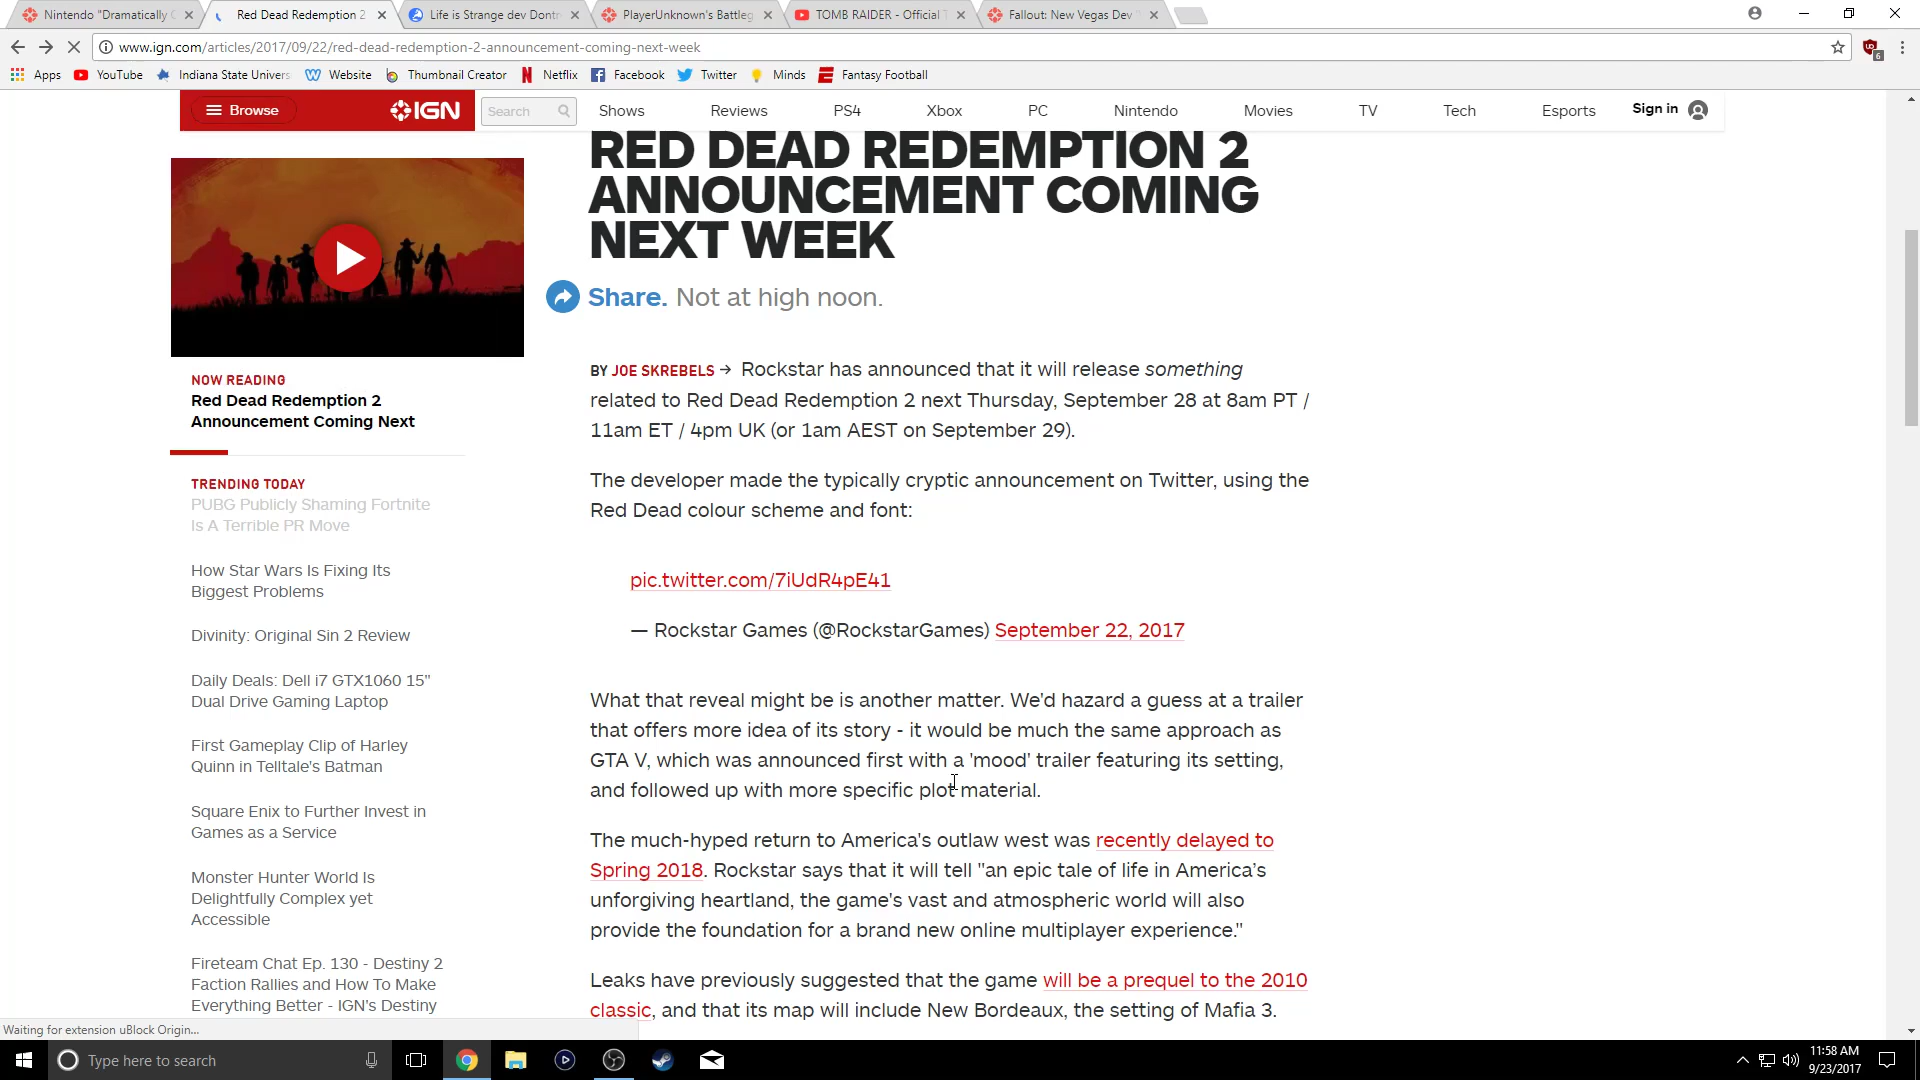 Nintendo "Dramatically
Red Dead Redemption 2
Life is Strange dev Dont
PlayerUnknown's Battleg
TOMB RAIDER - Official
Fallout: New Vegas Dev
www.ign.com/articles/2017/09/22/red-dead-redemption-2-announcement-coming-next-week
6
Apps YouTube Indiana State Univers Website Thumbnail Creator Netflix Facebook Twitter Minds Fantasy Football
Browse IGN Search Shows Reviews PS4 Xbox PC Nintendo Movies TV Tech Esports Sign in
RED DEAD REDEMPTION 2
ANNOUNCEMENT COMING
NEXT WEEK
Share. Not at high noon.
NOW READING
Red Dead Redemption 2
Announcement Coming Next
TRENDING TODAY
PUBG Publicly Shaming Fortnite
Is A Terrible PR Move
How Star Wars Is Fixing Its
Biggest Problems
Divinity: Original Sin 2 Review
Daily Deals: Dell i7 GTX1060 15"
Dual Drive Gaming Laptop
First Gameplay Clip of Harley
Quinn in Telltale's Batman
Square Enix to Further Invest in
Games as a Service
Monster Hunter World Is
Delightfully Complex yet
Accessible
Fireteam Chat Ep. 130 - Destiny 2
Faction Rallies and How To Make
Everything Better - IGN's Destiny
BY JOE SKREBELS → Rockstar has announced that it will release something
related to Red Dead Redemption 2 next Thursday, September 28 at 8am PT /
11am ET / 4pm UK (or 1am AEST on September 29).
The developer made the typically cryptic announcement on Twitter, using the
Red Dead colour scheme and font:
pic.twitter.com/7iUdR4pE41
— Rockstar Games (@RockstarGames) September 22, 2017
What that reveal might be is another matter. We'd hazard a guess at a trailer
that offers more idea of its story - it would be much the same approach as
GTA V, which was announced first with a 'mood' trailer featuring its setting,
and followed up with more specific plot material.
The much-hyped return to America's outlaw west was recently delayed to
Spring 2018. Rockstar says that it will tell "an epic tale of life in America's
unforgiving heartland, the game's vast and atmospheric world will also
provide the foundation for a brand new online multiplayer experience."
Leaks have previously suggested that the game will be a prequel to the 2010
classic, and that its map will include New Bordeaux, the setting of Mafia 3.
Waiting for extension uBlock Origin...
Type here to search
11:58 AM
9/23/2017